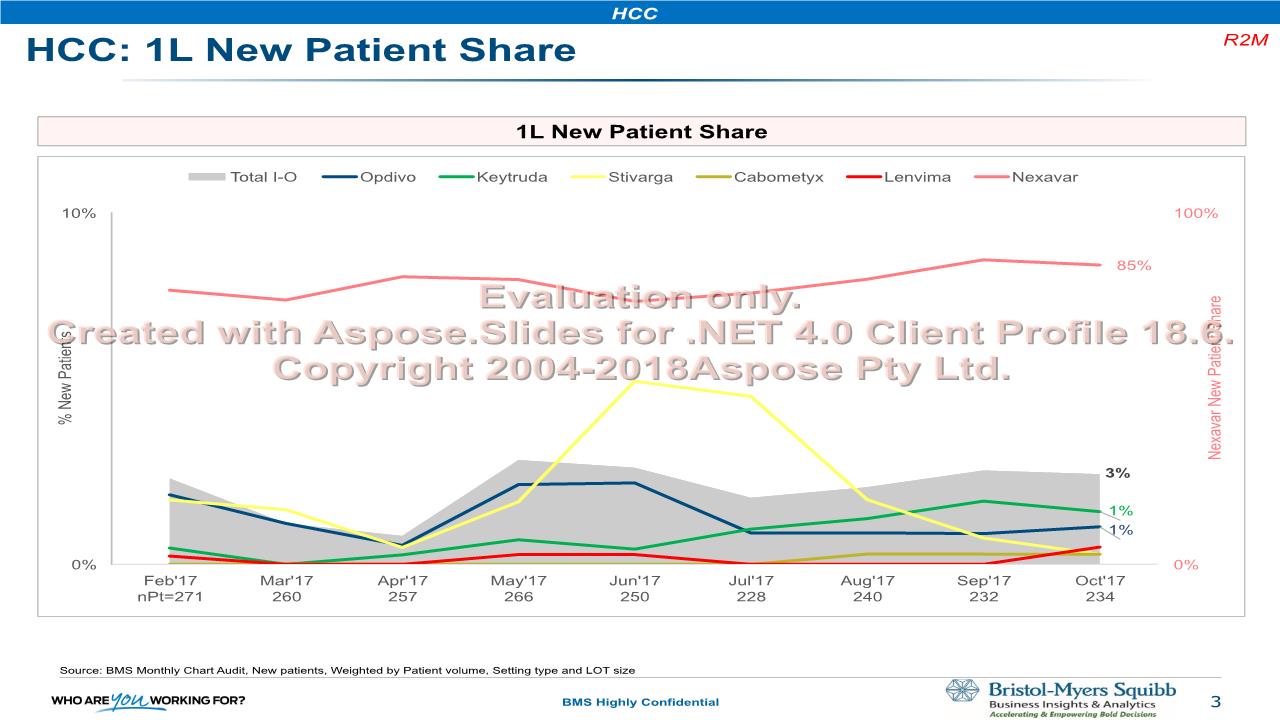 HCC
HCC: 1L New Patient Share
R2M
1L New Patient Share
Total I-O Opdivo Keytruda Stivarga Cabometyx Lenvima Nexavar
10% 100%
85%
Evaluation only.
Created with Aspose.Slides for .NET 4.0 Client Profile 18.6.
Copyright 2004-2018Aspose Pty Ltd.
% New Patients
Nexavar New Patient Share
3%
1%
1%
0% 0%
Feb'17 Mar'17 Apr'17 May'17 Jun'17 Jul'17 Aug'17 Sep'17 Oct'17
nPt=271 260 257 266 250 228 240 232 234
Source: BMS Monthly Chart Audit, New patients, Weighted by Patient volume, Setting type and LOT size
WHO ARE you WORKING FOR?
BMS Highly Confidential
Bristol-Myers Squibb
Business Insights & Analytics
Accelerating & Empowering Bold Decisions
3